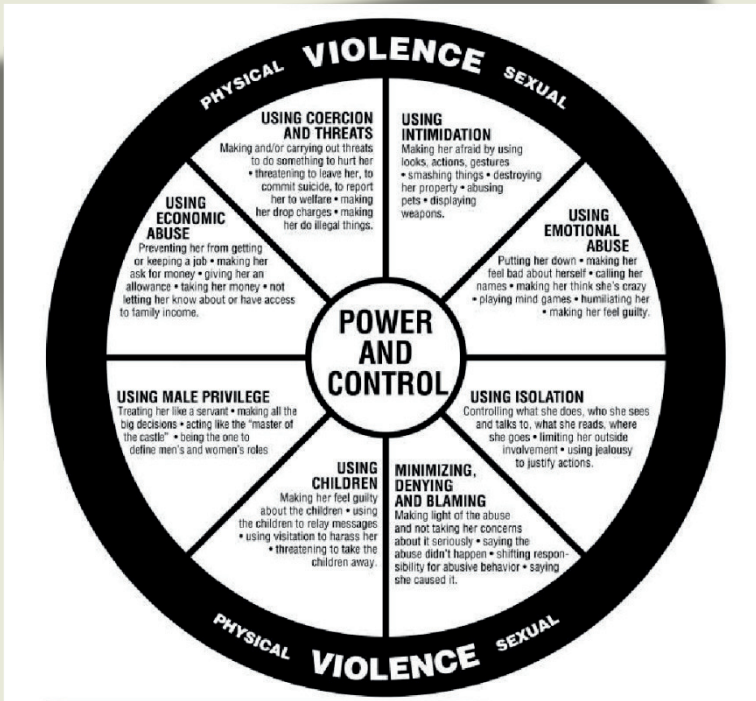 PHYSICAL VIOLENCE SEXUAL
USING COERCION
AND THREATS
Making and/or carrying out threats
to do something to hurt her
• threatening to leave her, to
commit suicide, to report
her to welfare • making
her drop charges • making
her do illegal things.
USING
INTIMIDATION
Making her afraid by using
looks, actions, gestures
• smashing things • destroying
her property • abusing
pets • displaying
weapons.
USING
ECONOMIC
ABUSE
Preventing her from getting
or keeping a job • making her
ask for money • giving her an
allowance • taking her money • not
letting her know about or have access
to family income.
USING
EMOTIONAL
ABUSE
Putting her down • making her
feel bad about herself • calling her
names • making her think she's crazy
• playing mind games • humiliating her
• making her feel guilty.
POWER
AND
CONTROL
USING MALE PRIVILEGE
Treating her like a servant • making all the
big decisions • acting like the "master of
the castle" • being the one to
define men's and women's roles
USING ISOLATION
Controlling what she does, who she sees
and talks to, what she reads, where
she goes • limiting her outside
involvement • using jealousy
to justify actions.
USING
CHILDREN
Making her feel guilty
about the children • using
the children to relay messages
• using visitation to harass her
• threatening to take the
children away.
MINIMIZING,
DENYING
AND BLAMING
Making light of the abuse
and not taking her concerns
about it seriously • saying the
abuse didn't happen • shifting respon-
sibility for abusive behavior • saying
she caused it.
PHYSICAL VIOLENCE SEXUAL